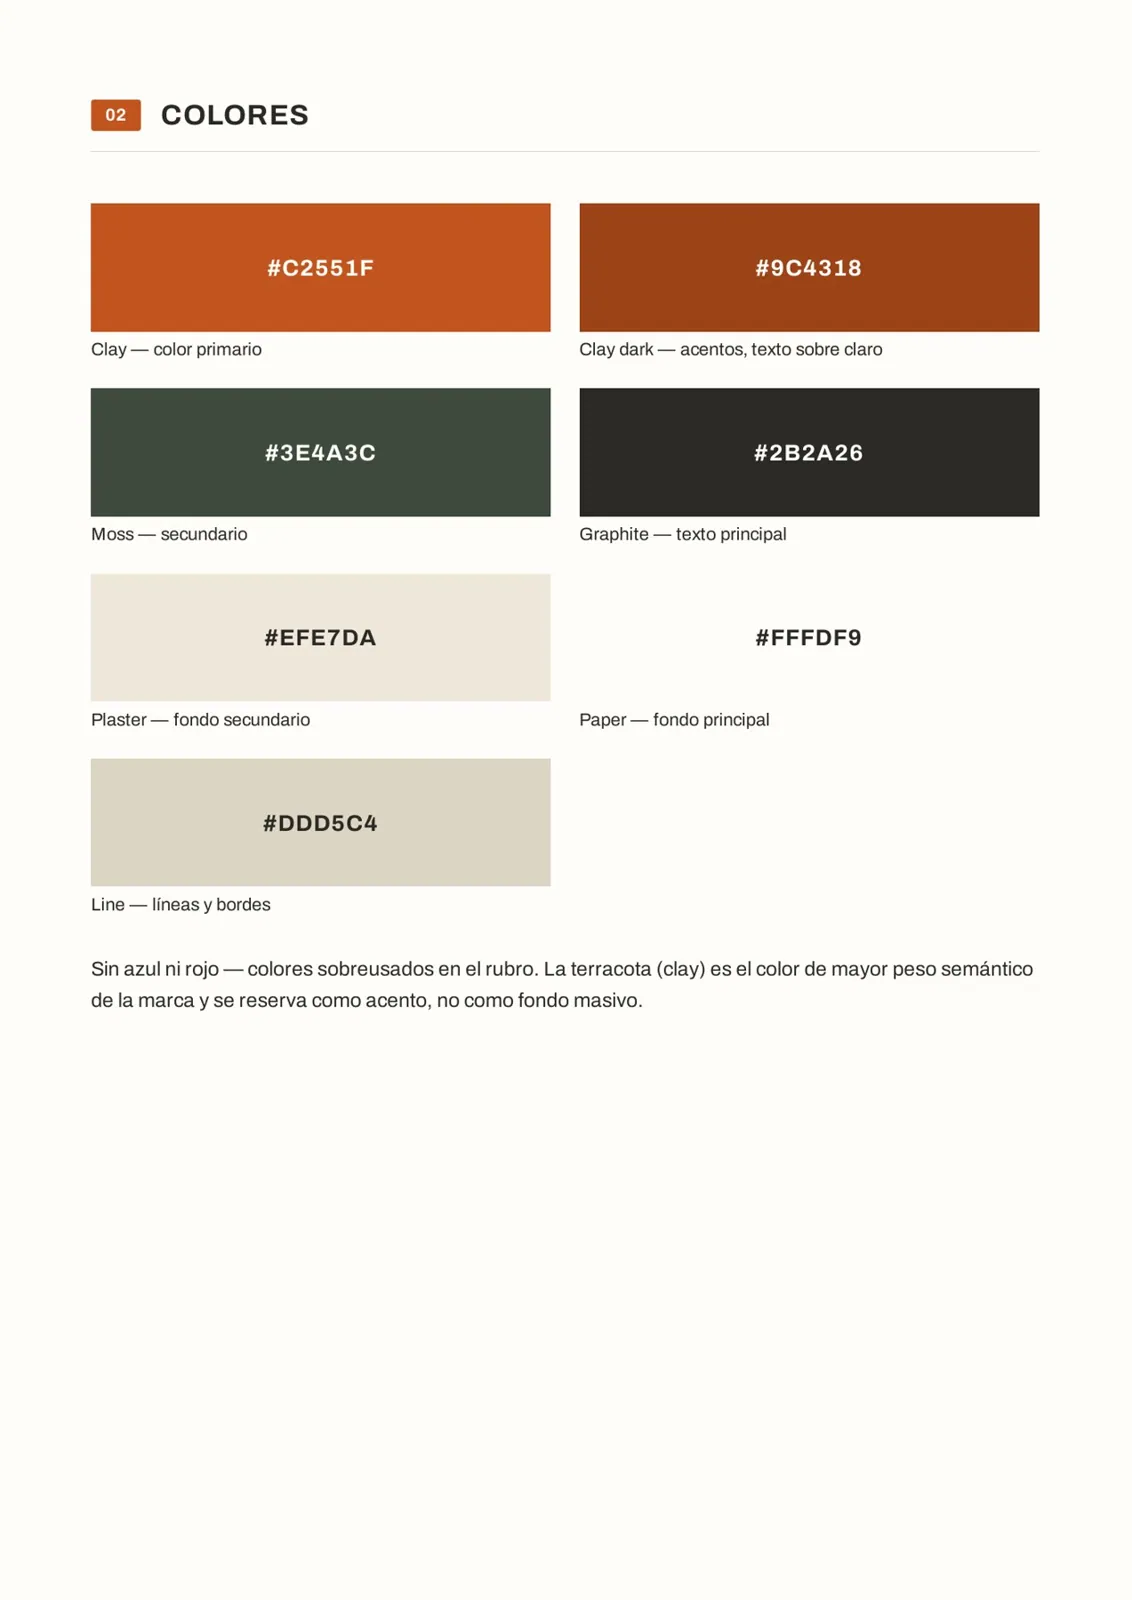 02 COLORES
#C2551F
#9C4318
Clay — color primario
Clay dark — acentos, texto sobre claro
#3E4A3C
#2B2A26
Moss — secundario
Graphite — texto principal
#EFE7DA
#FFFDF9
Plaster — fondo secundario
Paper — fondo principal
#DDD5C4
Line — líneas y bordes
Sin azul ni rojo — colores sobreusados en el rubro. La terracota (clay) es el color de mayor peso semántico
de la marca y se reserva como acento, no como fondo masivo.